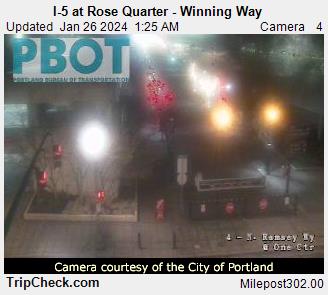 I-5 at Rose Quarter - Winning Way
Updated Jan 26 2024 1:25 AM Camera 4
PBOT
PORTLAND BUREAU OF TRANSPORTATION
4 - N. Ramsey Wy
@ One Ctr
Camera courtesy of the City of Portland
TripCheck.com Milepost302.00